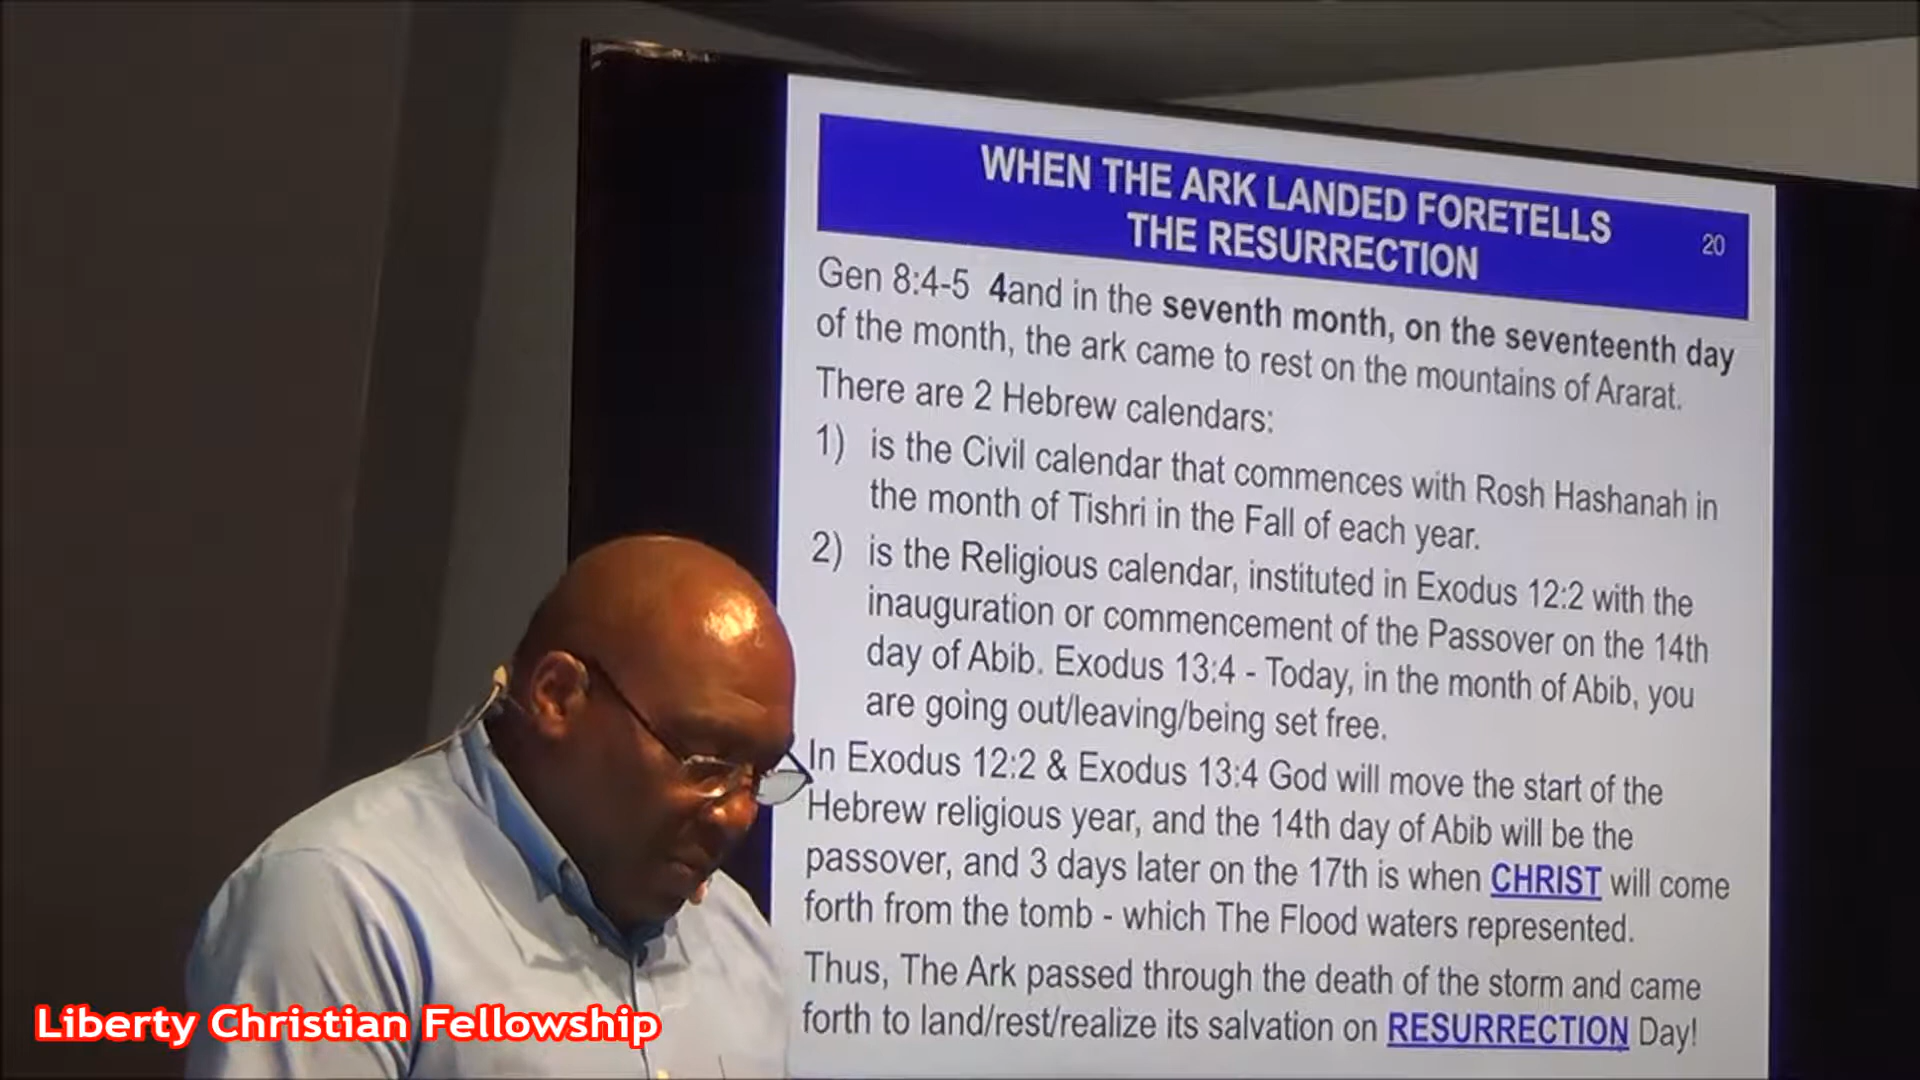 WHEN THE ARK LANDED FORETELLS
THE RESURRECTION
20
Gen 8:4-5 4and in the seventh month, on the seventeenth day
of the month, the ark came to rest on the mountains of Ararat.
There are 2 Hebrew calendars:
1) is the Civil calendar that commences with Rosh Hashanah in
the month of Tishri in the Fall of each year.
2) is the Religious calendar, instituted in Exodus 12:2 with the
inauguration or commencement of the Passover on the 14th
day of Abib. Exodus 13:4 - Today, in the month of Abib, you
are going out/leaving/being set free.
In Exodus 12:2 & Exodus 13:4 God will move the start of the
Hebrew religious year, and the 14th day of Abib will be the
passover, and 3 days later on the 17th is when CHRIST will come
forth from the tomb - which The Flood waters represented.
Thus, The Ark passed through the death of the storm and came
forth to land/rest/realize its salvation on RESURRECTION Day!
Liberty Christian Fellowship